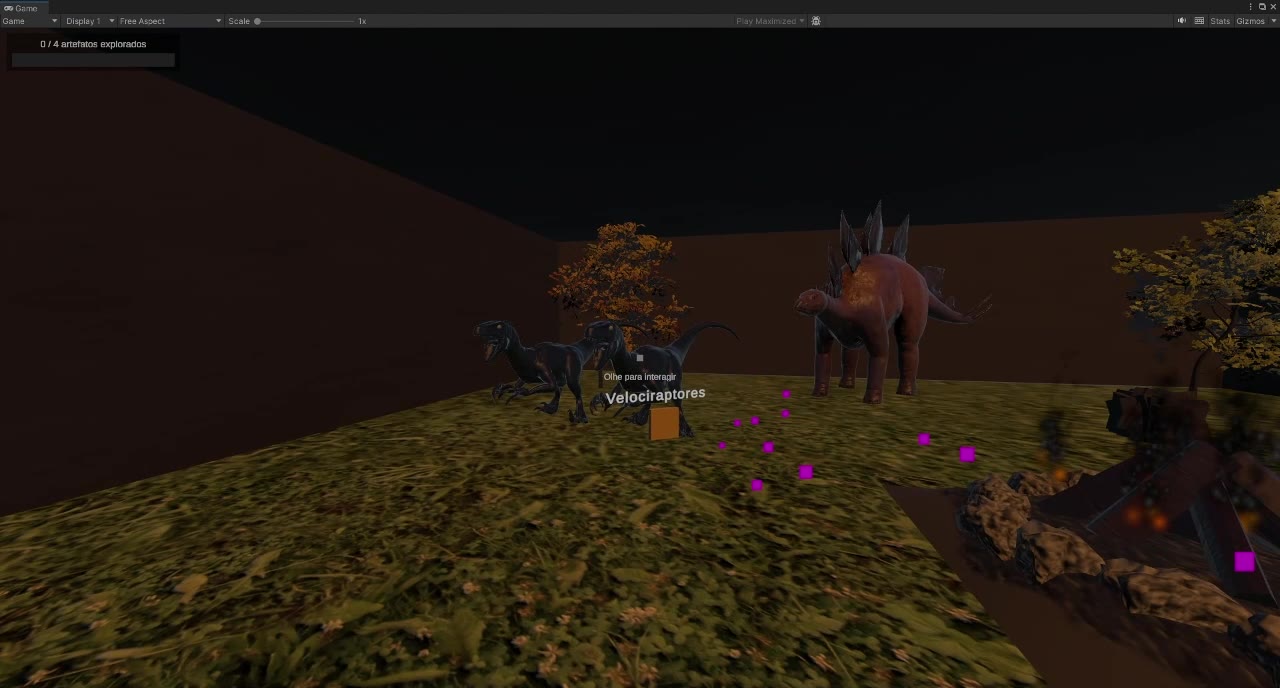 Game
Game Display 1 Free Aspect Scale 1x Play Maximized Stats Gizmos
0 / 4 artefatos explorados
Olhe para interagir
Velociraptores